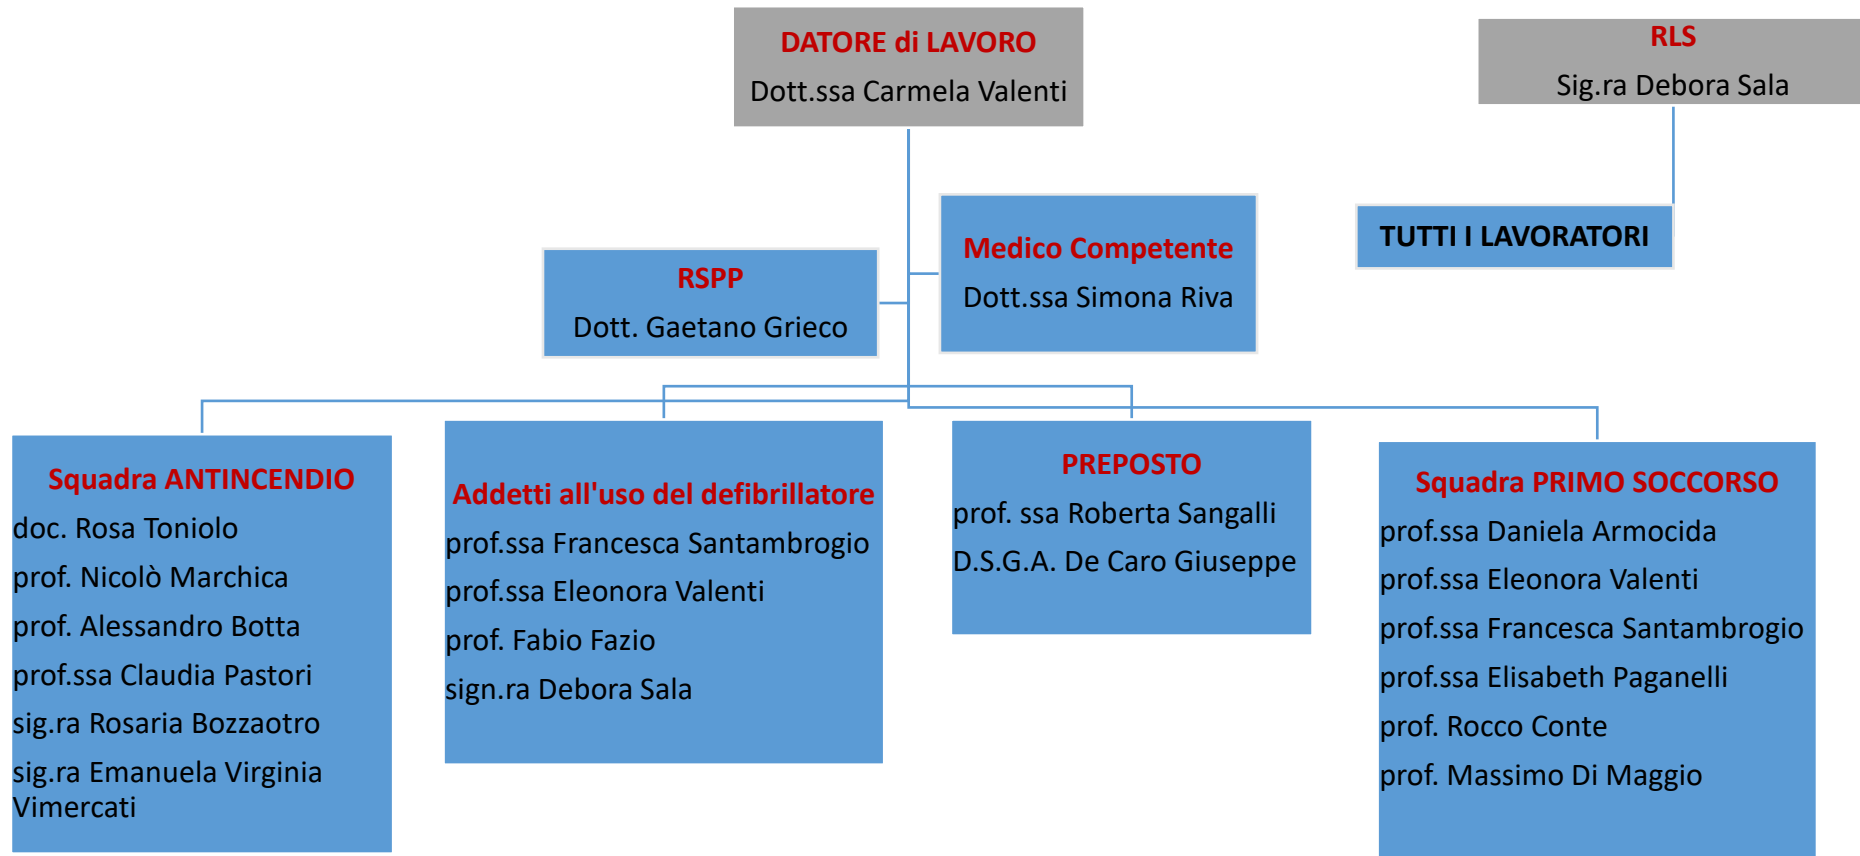 DATORE di LAVORO
Dott.ssa Carmela Valenti
RLS
Sig.ra Debora Sala
TUTTI I LAVORATORI
Medico Competente
Dott.ssa Simona Riva
RSPP
Dott. Gaetano Grieco
Squadra ANTINCENDIO
doc. Rosa Toniolo
prof. Nicolò Marchica
prof. Alessandro Botta
prof.ssa Claudia Pastori
sig.ra Rosaria Bozzaotro
sig.ra Emanuela Virginia
Vimercati
Addetti all'uso del defibrillatore
prof.ssa Francesca Santambrogio
prof.ssa Eleonora Valenti
prof. Fabio Fazio
sign.ra Debora Sala
PREPOSTO
prof. ssa Roberta Sangalli
D.S.G.A. De Caro Giuseppe
Squadra PRIMO SOCCORSO
prof.ssa Daniela Armocida
prof.ssa Eleonora Valenti
prof.ssa Francesca Santambrogio
prof.ssa Elisabeth Paganelli
prof. Rocco Conte
prof. Massimo Di Maggio